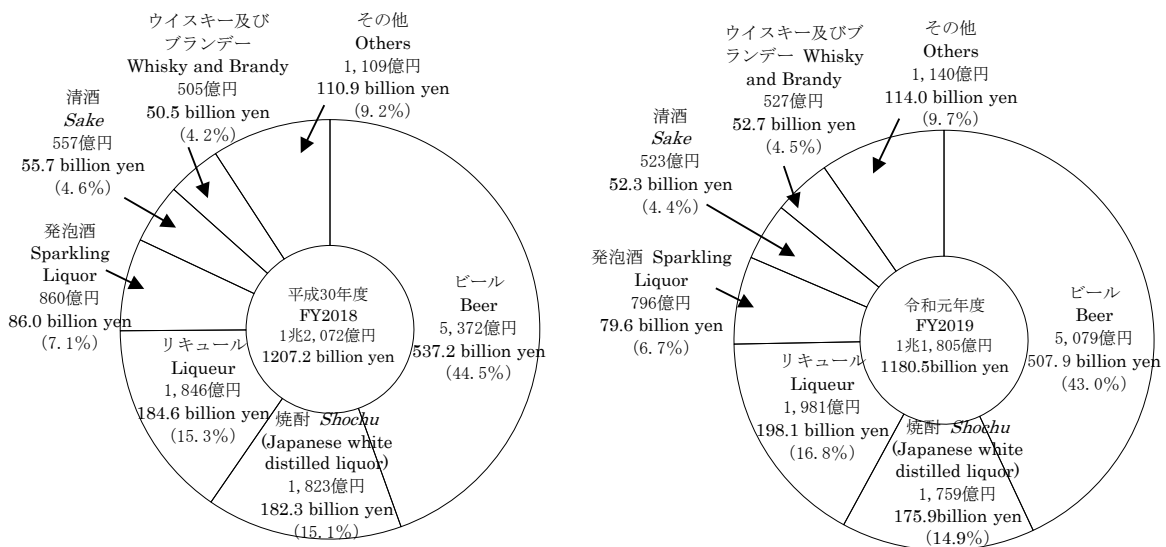 ウイスキー及び
ブランデー
Whisky and Brandy
505億円
50.5 billion yen
(4.2%)
その他
Others
1,109億円
110.9 billion yen
(9.2%)
清酒
Sake
557億円
55.7 billion yen
(4.6%)
発泡酒
Sparkling
Liquor
860億円
86.0 billion yen
(7.1%)
平成30年度
FY2018
1兆2,072億円
1207.2 billion yen
ビール
Beer
5,372億円
537.2 billion yen
(44.5%)
リキュール
Liqueur
1,846億円
184.6 billion yen
(15.3%)
焼酎 Shochu
(Japanese white
distilled liquor)
1,823億円
182.3 billion yen
(15.1%)
ウイスキー及びブ
ランデー Whisky
and Brandy
527億円
52.7 billion yen
(4.5%)
その他
Others
1,140億円
114.0 billion yen
(9.7%)
清酒
Sake
523億円
52.3 billion yen
(4.4%)
発泡酒 Sparkling
Liquor
796億円
79.6 billion yen
(6.7%)
令和元年度
FY2019
1兆1,805億円
1180.5billion yen
ビール
Beer
5,079億円
507.9 billion yen
(43.0%)
リキュール
Liqueur
1,981億円
198.1 billion yen
(16.8%)
焼酎 Shochu
(Japanese white
distilled liquor)
1,759億円
175.9billion yen
(14.9%)